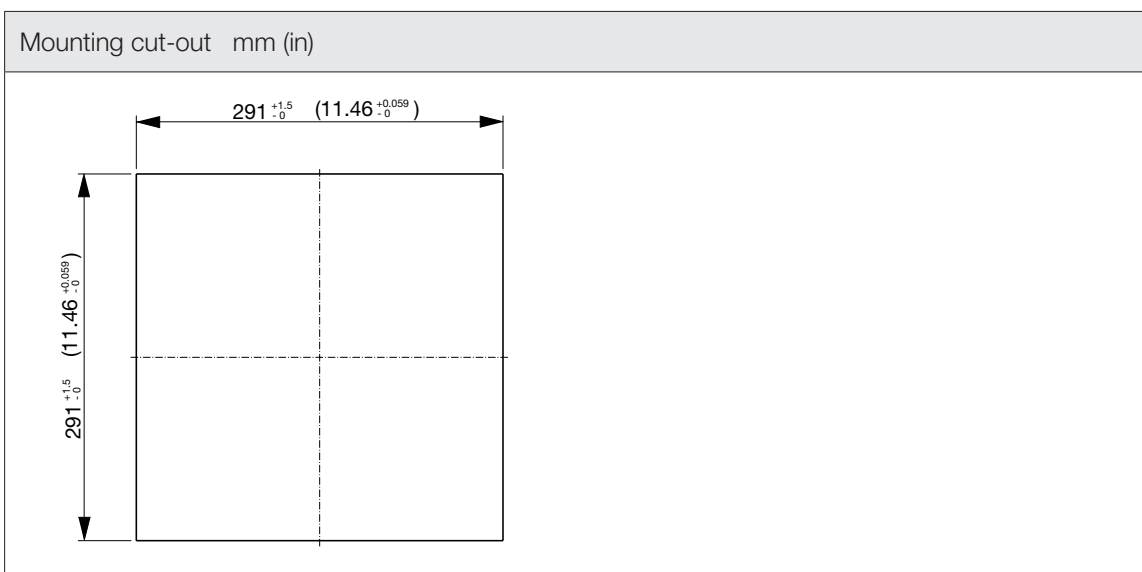 Mounting cut-out mm (in)
291 +1.5 - 0 (11.46 +0.059 - 0 )
291 +1.5 - 0 (11.46 +0.059 - 0 )